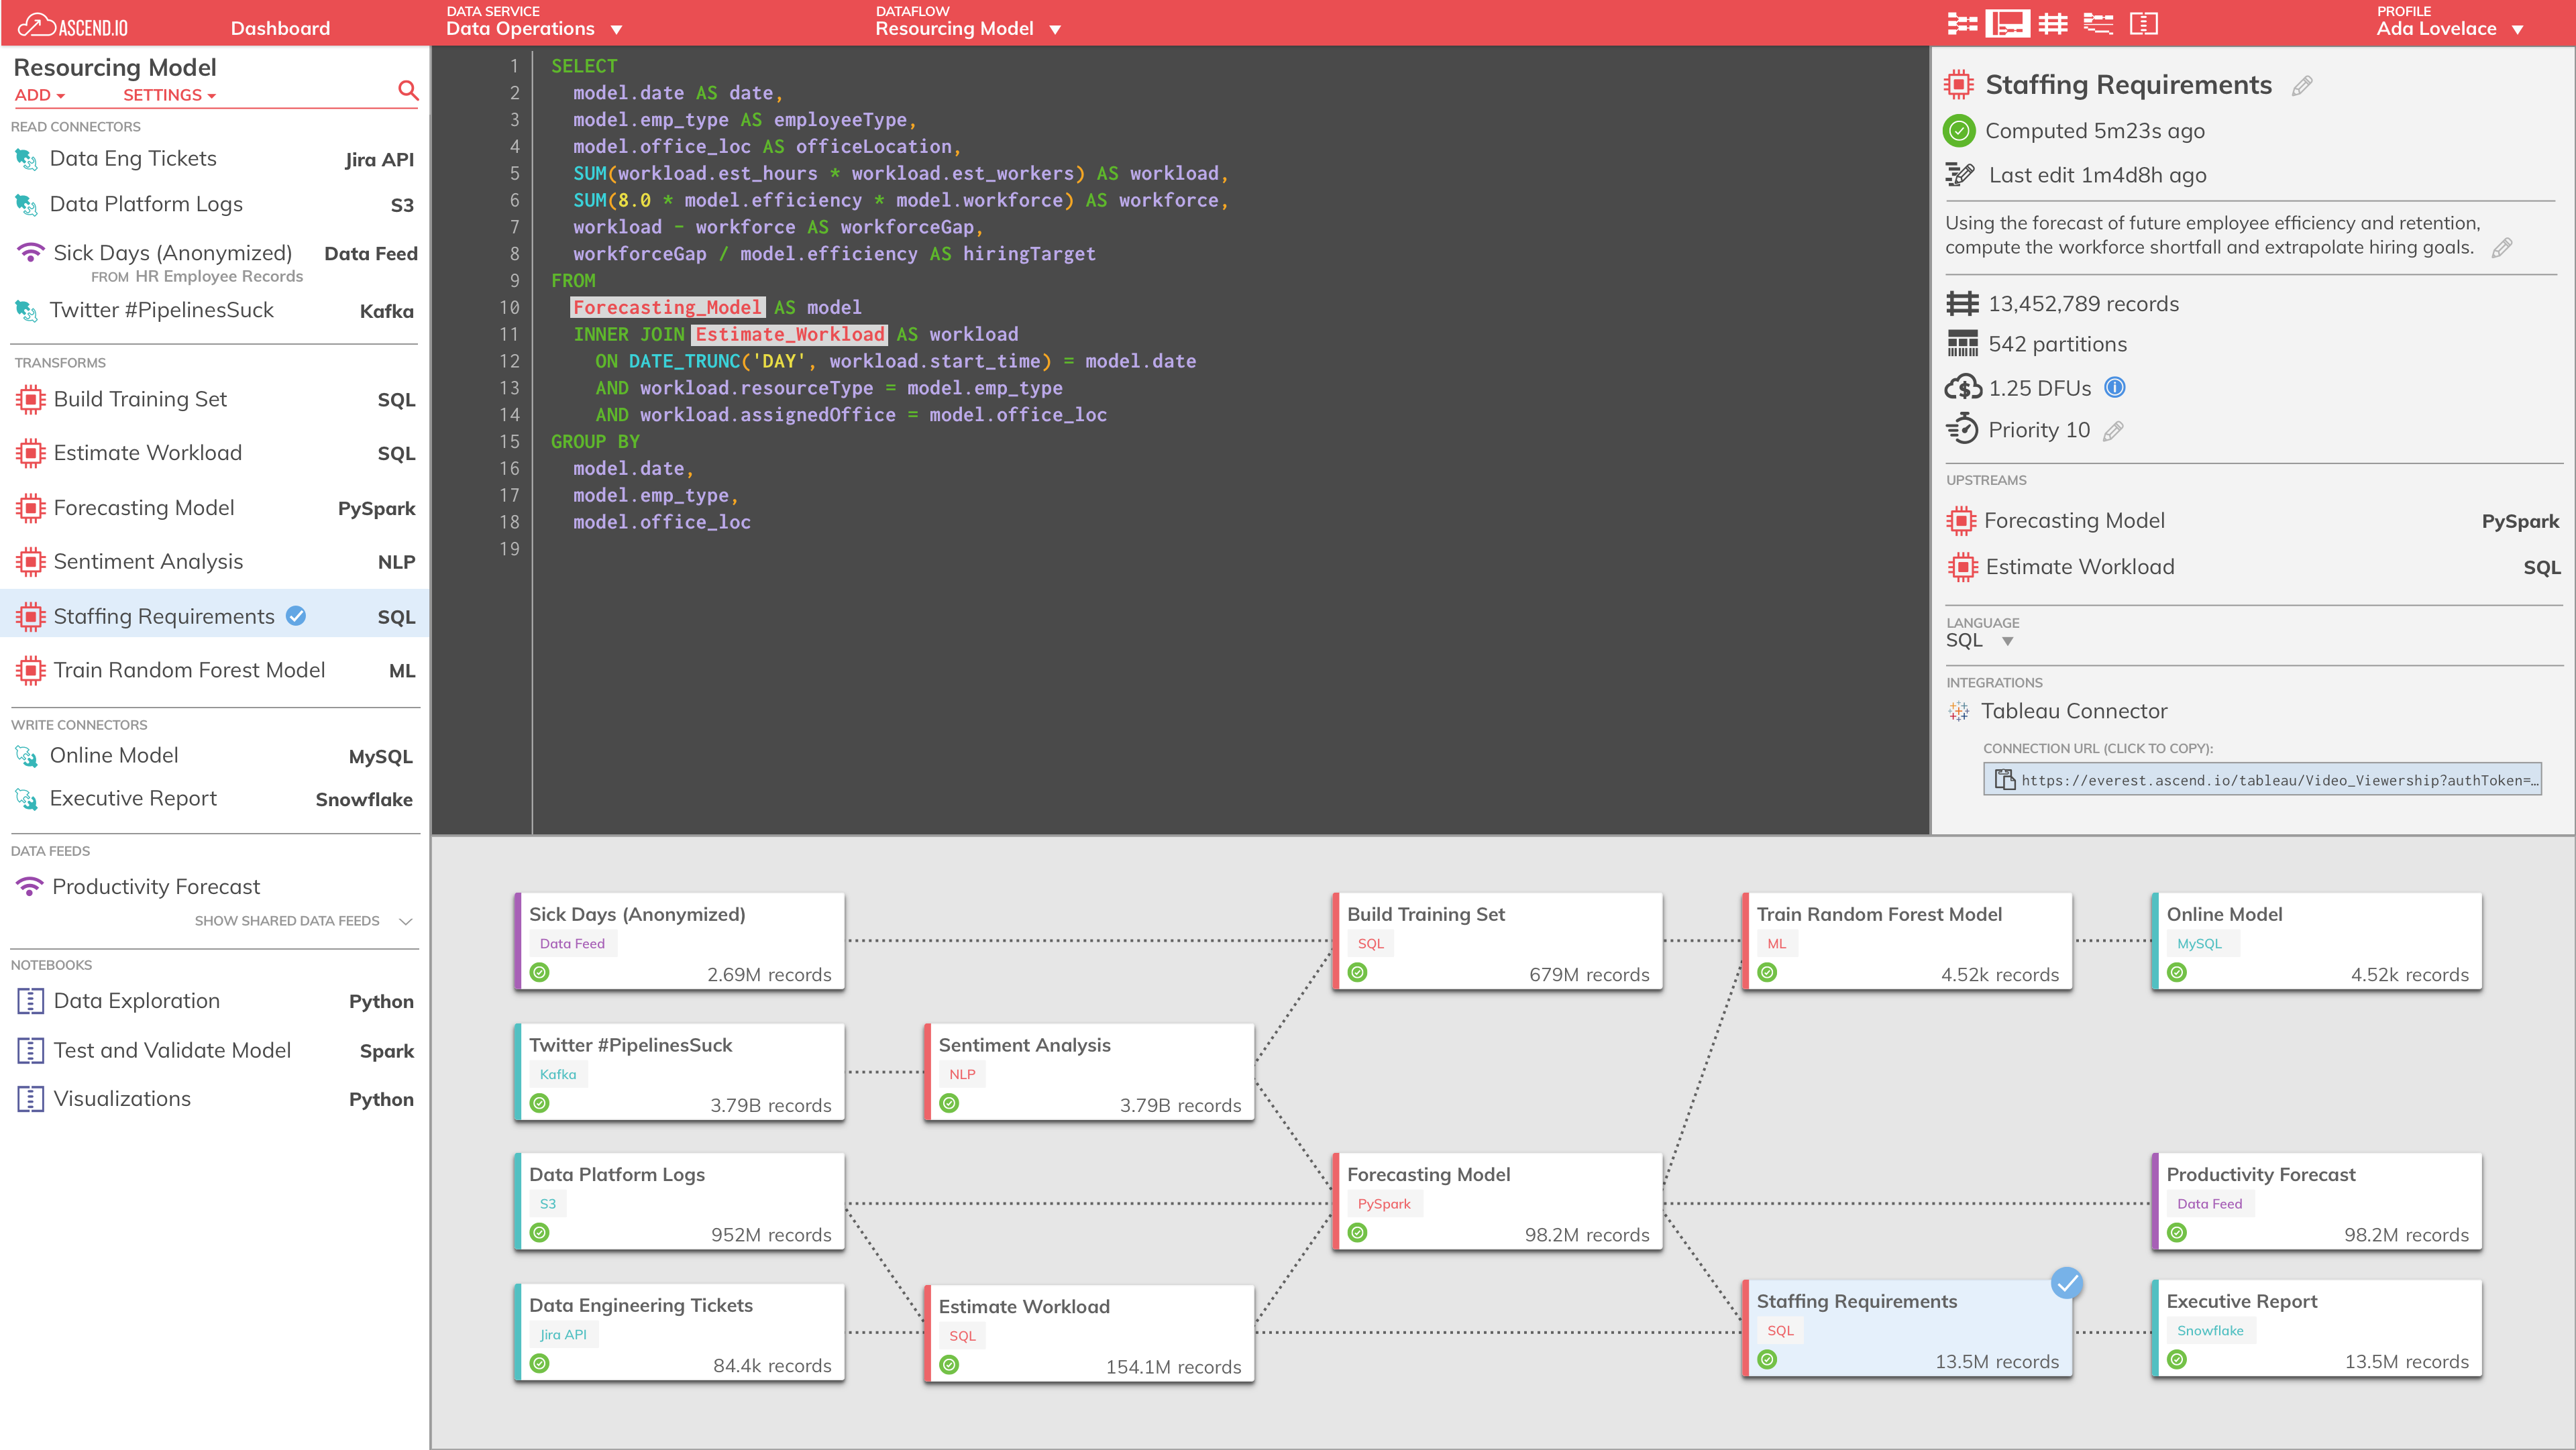 ASCEND.IO
Dashboard
DATA SERVICE
Data Operations
DATAFLOW
Resourcing Model
PROFILE
Ada Lovelace
Resourcing Model
ADD
SETTINGS
READ CONNECTORS
Data Eng Tickets Jira API
Data Platform Logs S3
Sick Days (Anonymized) Data Feed
FROM HR Employee Records
Twitter #PipelinesSuck Kafka
TRANSFORMS
Build Training Set SQL
Estimate Workload SQL
Forecasting Model PySpark
Sentiment Analysis NLP
Staffing Requirements SQL
Train Random Forest Model ML
WRITE CONNECTORS
Online Model MySQL
Executive Report Snowflake
DATA FEEDS
Productivity Forecast
SHOW SHARED DATA FEEDS
NOTEBOOKS
Data Exploration Python
Test and Validate Model Spark
Visualizations Python
1 SELECT
2 model.date AS date,
3 model.emp_type AS employeeType,
4 model.office_loc AS officeLocation,
5 SUM(workload.est_hours * workload.est_workers) AS workload,
6 SUM(8.0 * model.efficiency * model.workforce) AS workforce,
7 workload - workforce AS workforceGap,
8 workforceGap / model.efficiency AS hiringTarget
9 FROM
10 Forecasting_Model AS model
11 INNER JOIN Estimate_Workload AS workload
12 ON DATE_TRUNC('DAY', workload.start_time) = model.date
13 AND workload.resourceType = model.emp_type
14 AND workload.assignedOffice = model.office_loc
15 GROUP BY
16 model.date,
17 model.emp_type,
18 model.office_loc
19
Staffing Requirements
Computed 5m23s ago
Last edit 1m4d8h ago
Using the forecast of future employee efficiency and retention,
compute the workforce shortfall and extrapolate hiring goals.
13,452,789 records
542 partitions
1.25 DFUs
Priority 10
UPSTREAMS
Forecasting Model PySpark
Estimate Workload SQL
LANGUAGE
SQL
INTEGRATIONS
Tableau Connector
CONNECTION URL (CLICK TO COPY):
https://everest.ascend.io/tableau/Video_Viewership?authToken=…
Sick Days (Anonymized)
Data Feed
2.69M records
Build Training Set
SQL
679M records
Train Random Forest Model
ML
4.52k records
Online Model
MySQL
4.52k records
Twitter #PipelinesSuck
Kafka
3.79B records
Sentiment Analysis
NLP
3.79B records
Data Platform Logs
S3
952M records
Forecasting Model
PySpark
98.2M records
Productivity Forecast
Data Feed
98.2M records
Data Engineering Tickets
Jira API
84.4k records
Estimate Workload
SQL
154.1M records
Staffing Requirements
SQL
13.5M records
Executive Report
Snowflake
13.5M records